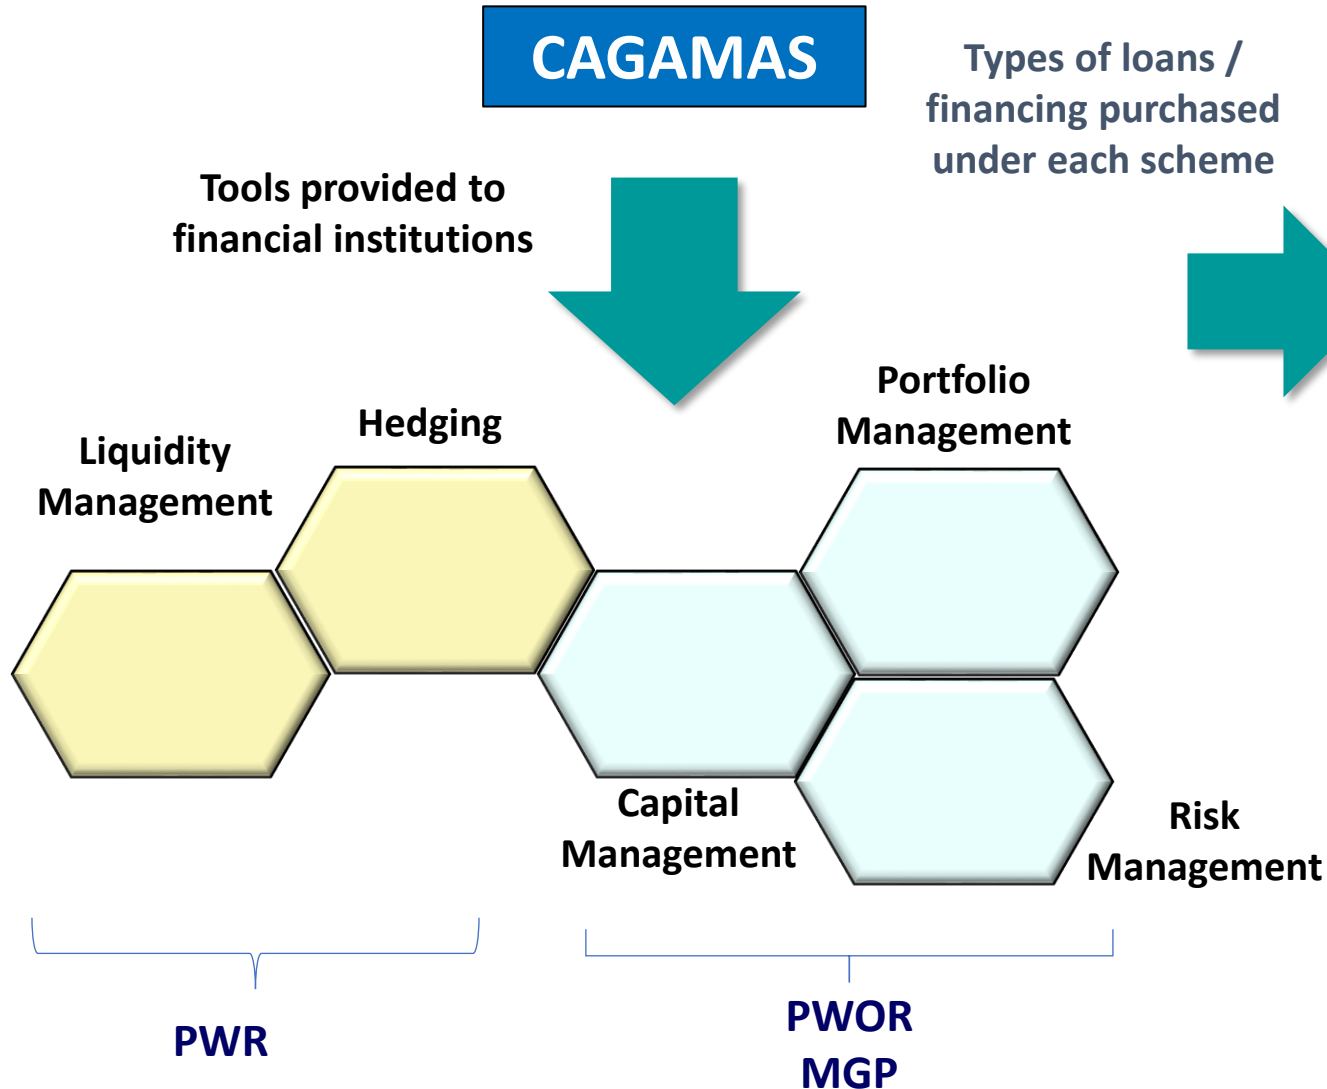 CAGAMAS
Types of loans /
financing purchased
under each scheme
Tools provided to
financial institutions
Portfolio
Management
Hedging
Liquidity
Management
Capital
Management
Risk
Management
PWR
PWOR
MGP